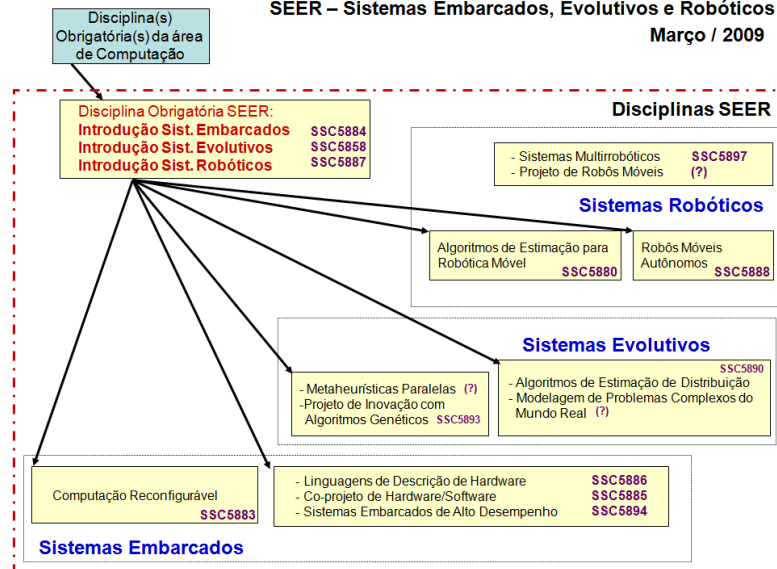 SEER – Sistemas Embarcados, Evolutivos e Robóticos
Março / 2009
Disciplina(s)
Obrigatória(s) da área
de Computação
Disciplina Obrigatória SEER:
Introdução Sist. Embarcados SSC5884
Introdução Sist. Evolutivos SSC5858
Introdução Sist. Robóticos SSC5887
Disciplinas SEER
- Sistemas Multirrobóticos SSC5897
- Projeto de Robôs Móveis (?)
Sistemas Robóticos
Algoritmos de Estimação para
Robótica Móvel
SSC5880
Robôs Móveis
Autônomos
SSC5888
Sistemas Evolutivos
- Metaheurísticas Paralelas (?)
-Projeto de Inovação com
Algoritmos Genéticos SSC5893
SSC5890
- Algoritmos de Estimação de Distribuição
- Modelagem de Problemas Complexos do
Mundo Real (?)
Computação Reconfigurável
SSC5883
- Linguagens de Descrição de Hardware SSC5886
- Co-projeto de Hardware/Software SSC5885
- Sistemas Embarcados de Alto Desempenho SSC5894
Sistemas Embarcados